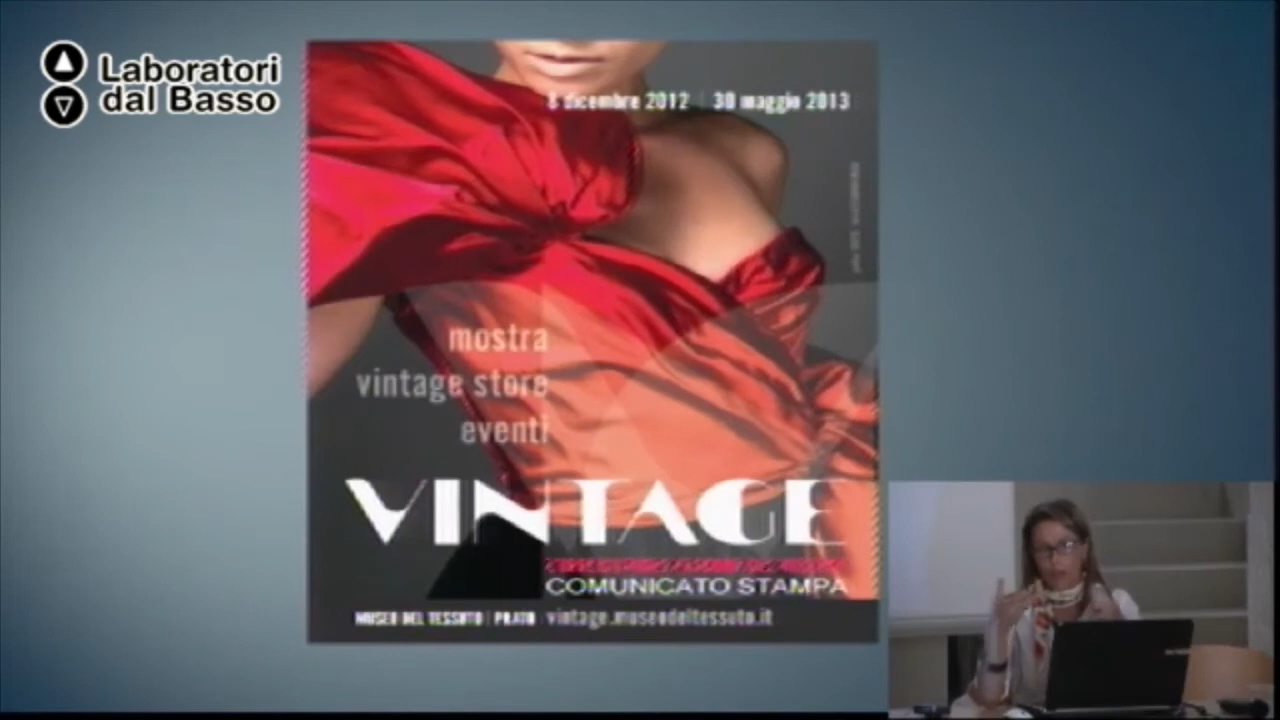 Laboratori
dal Basso
8 dicembre 2012 | 30 maggio 2013
mostra
vintage store
eventi
VINTAGE
COMUNICATO STAMPA
MUSEO DEL TESSUTO | PRATO
vintage.museodeltessuto.it